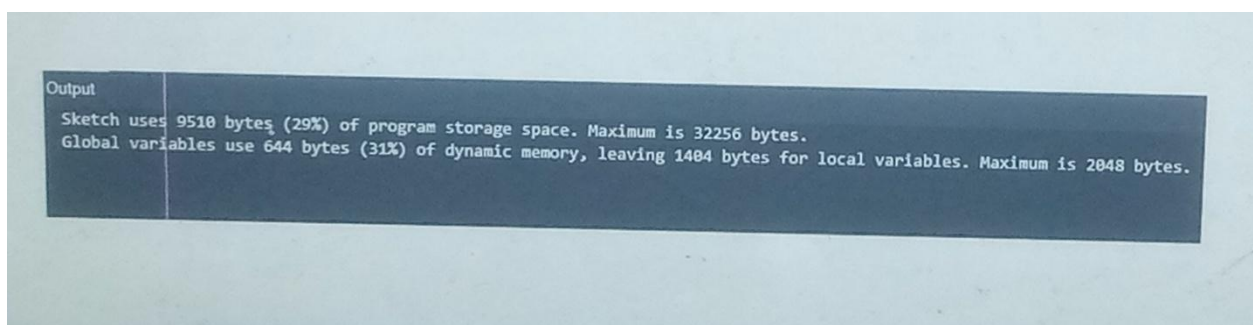 Output
Sketch uses 9510 bytes (29%) of program storage space. Maximum is 32256 bytes.
Global variables use 644 bytes (31%) of dynamic memory, leaving 1404 bytes for local variables. Maximum is 2048 bytes.